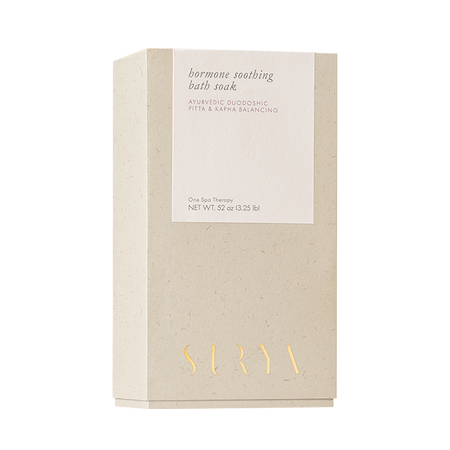 hormone soothing
bath soak
AYURVEDIC DUODOSHIC
PITTA & KAPHA BALANCING
One Spa Therapy
NET WT. 52 oz (3.25 lb)
SURYA